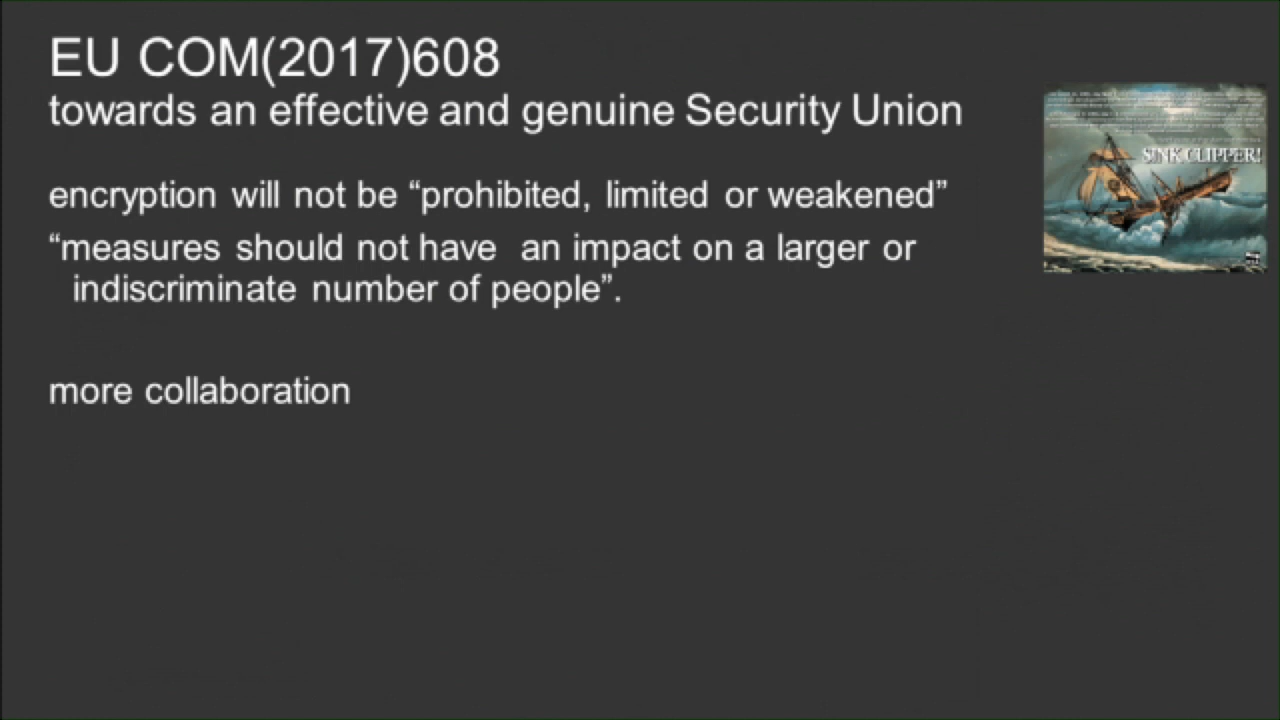 EU COM(2017)608
towards an effective and genuine Security Union
encryption will not be “prohibited, limited or weakened”
“measures should not have an impact on a larger or
indiscriminate number of people”.
more collaboration
SINK CLIPPER!